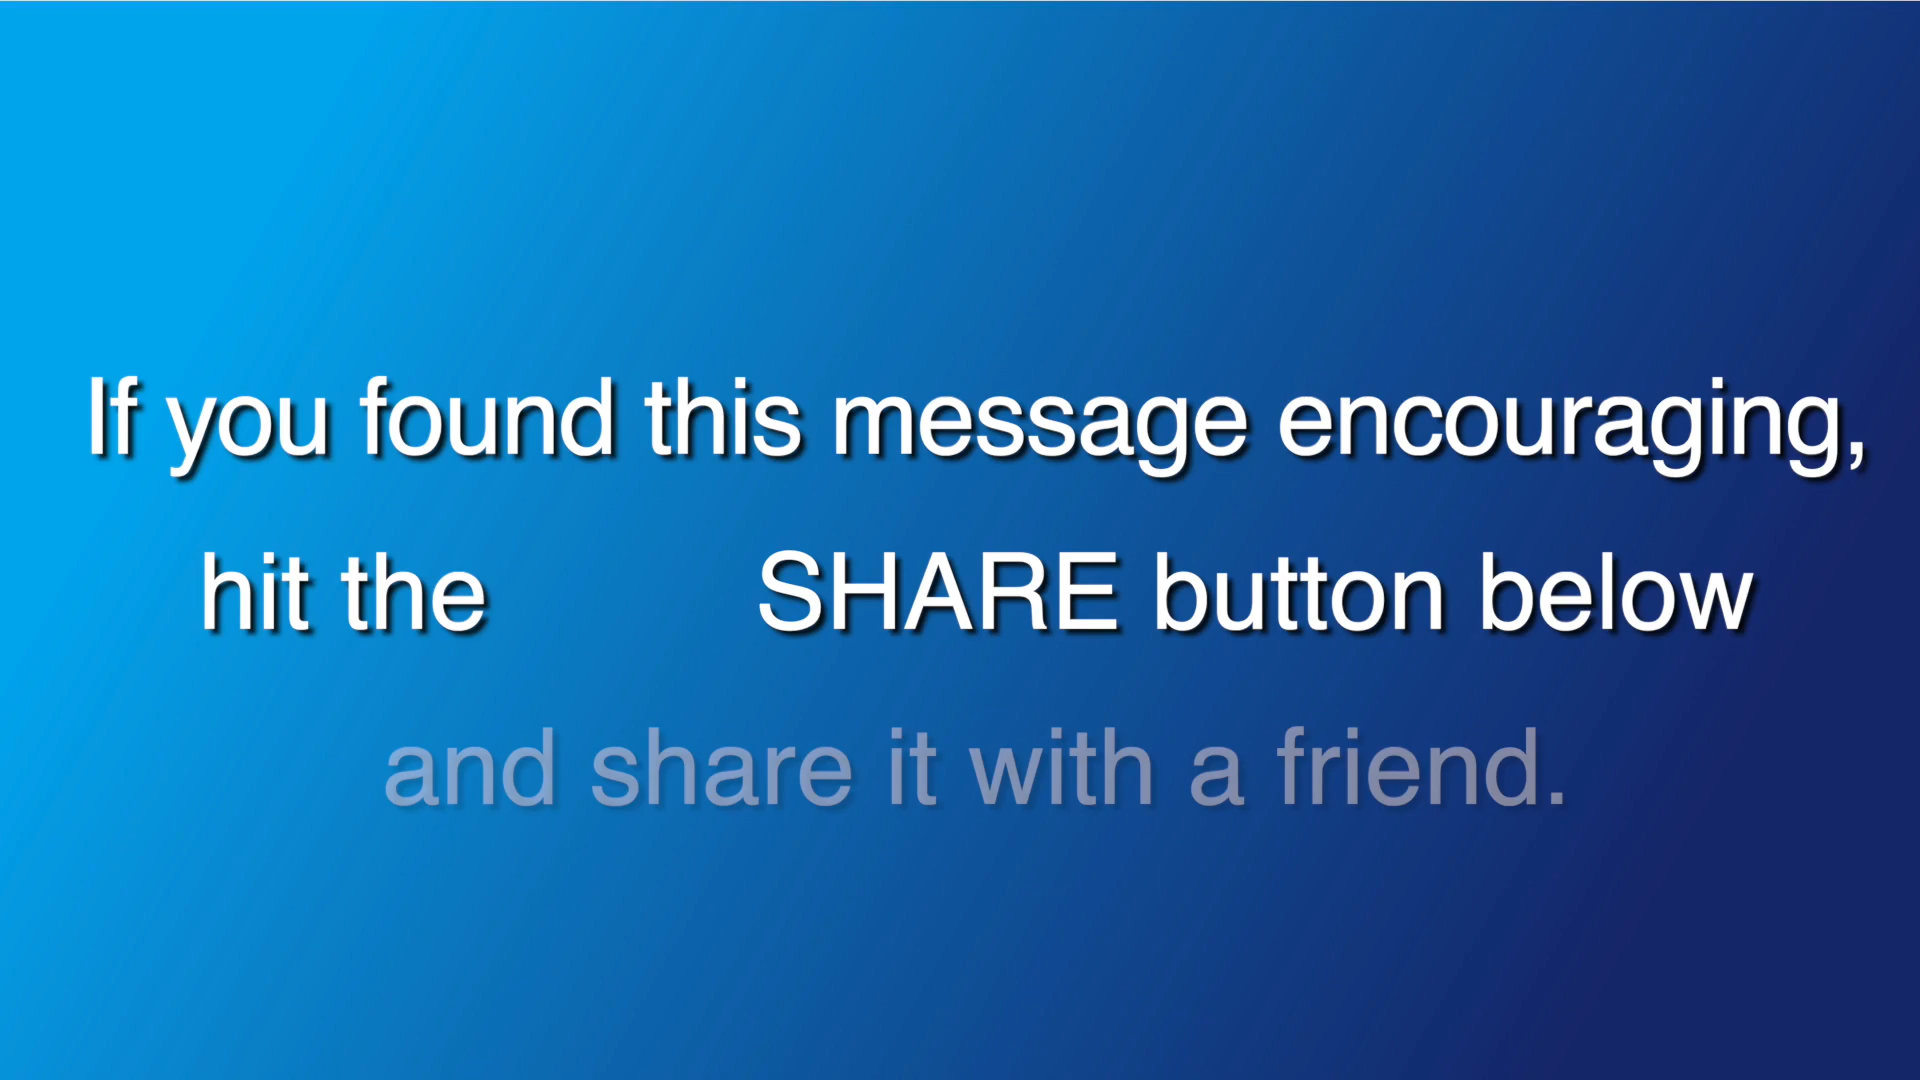 If you found this message encouraging,
hit the SHARE button below
and share it with a friend.